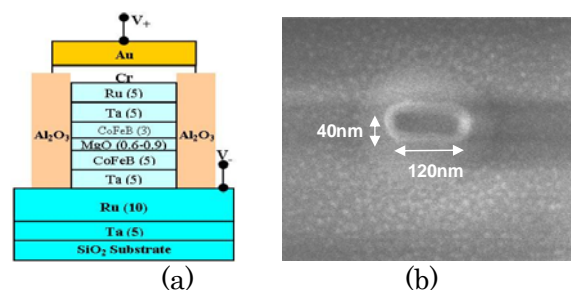 V+
Au
Cr
Ru (5)
Ta (5)
CoFeB (3)
MgO (0.6-0.9)
CoFeB (5)
Ta (5)
Al₂O₃
Al₂O₃
V-
Ru (10)
Ta (5)
SiO₂ Substrate
(a)
40nm
120nm
(b)